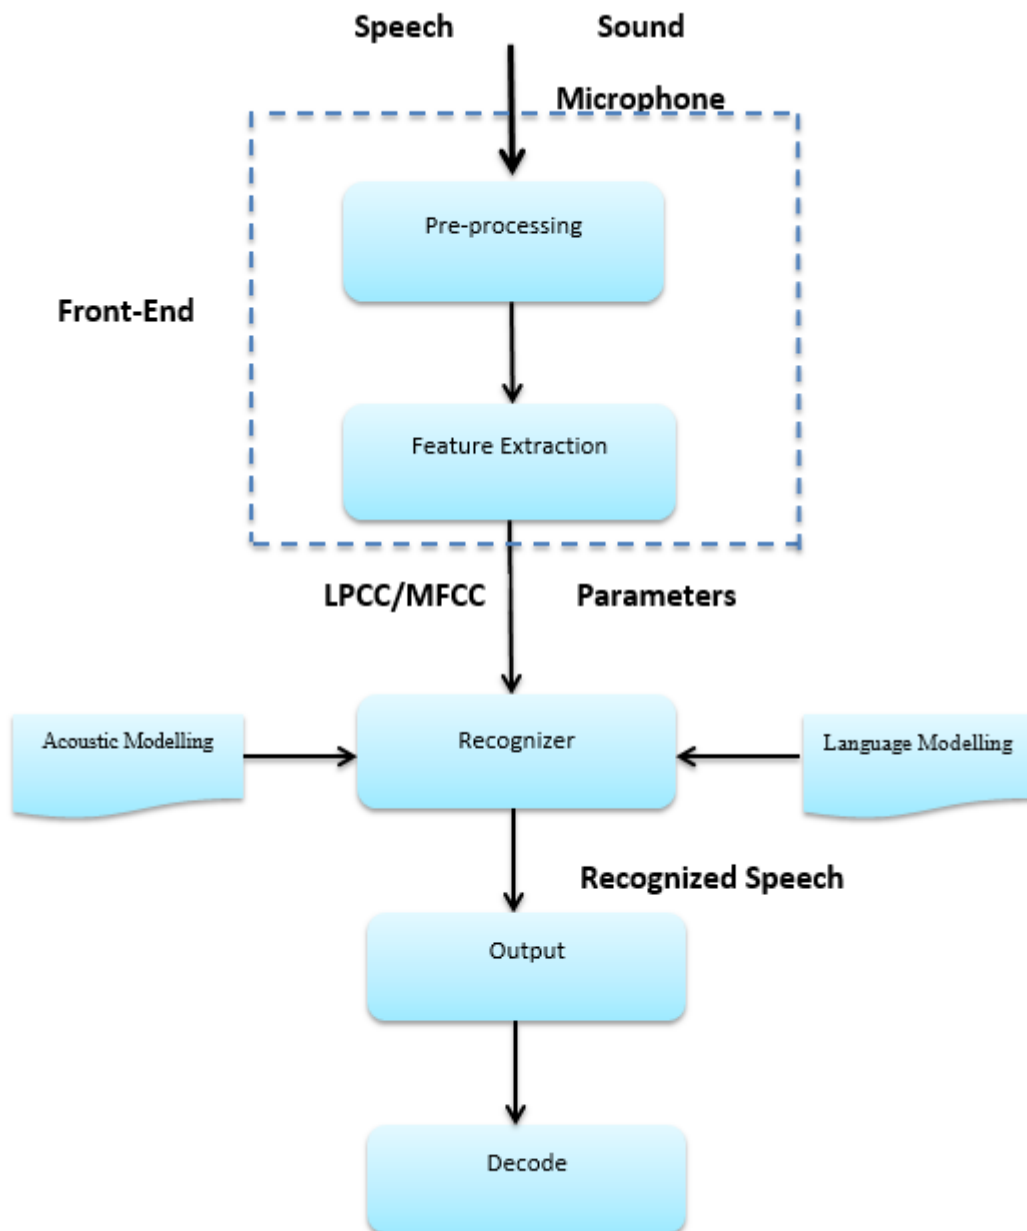 Speech Sound
Microphone
Pre-processing
Front-End
Feature Extraction
LPCC/MFCC Parameters
Acoustic Modelling
Recognizer
Language Modelling
Recognized Speech
Output
Decode